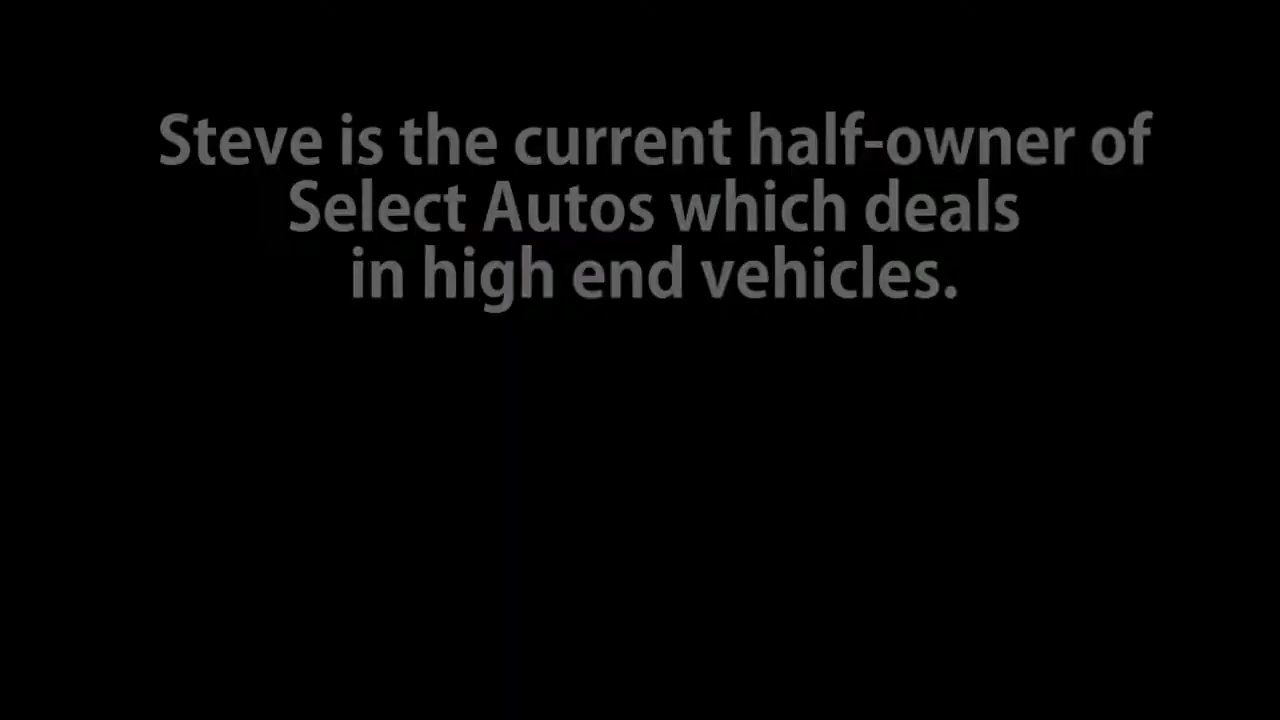 Steve is the current half-owner of
Select Autos which deals
in high end vehicles.